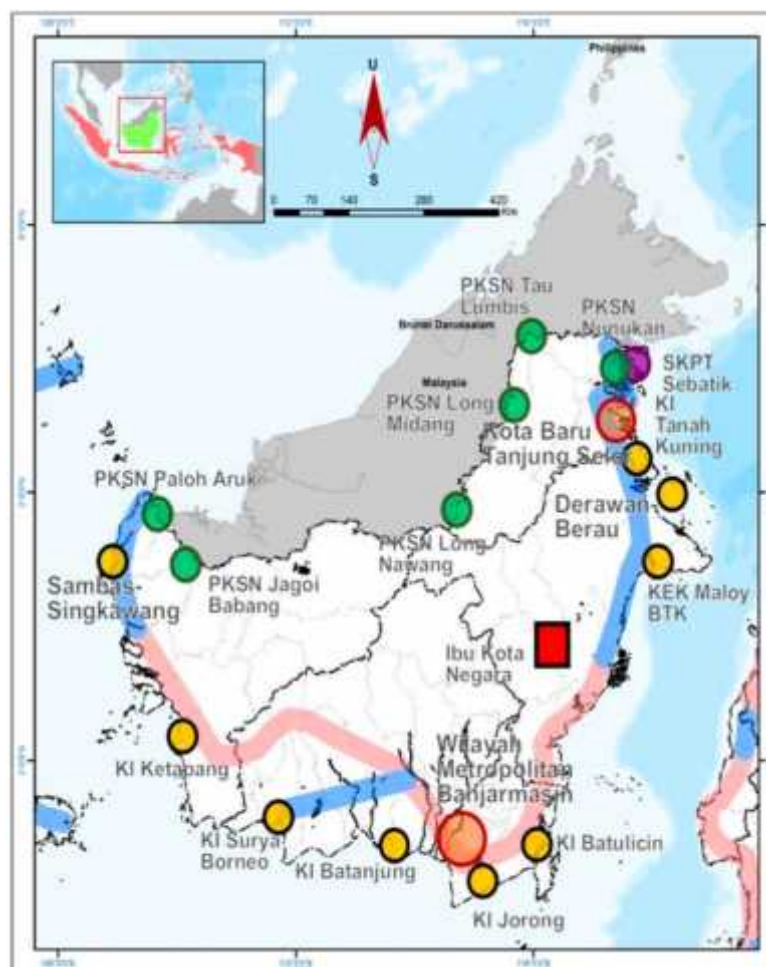 Philippines
U
S
0 70 140 280 420
Km
PKSN Tau
Lumbis
PKSN
Nunukan
Brunei Darussalam
SKPT
Sebatik
Malaysia
PKSN Long
Midang
KI
Tanah
Kuning
Kota Baru
Tanjung Selor
PKSN Paloh Aruk
Derawan
Berau
PKSN Long
Nawang
PKSN Jagoi
Babang
Sambas-
Singkawang
KEK Maloy
BTK
Ibu Kota
Negara
Wilayah
Metropolitan
Banjarmasin
KI Ketapang
KI Surya
Borneo
KI Batanjung
KI Batulicin
KI Jorong